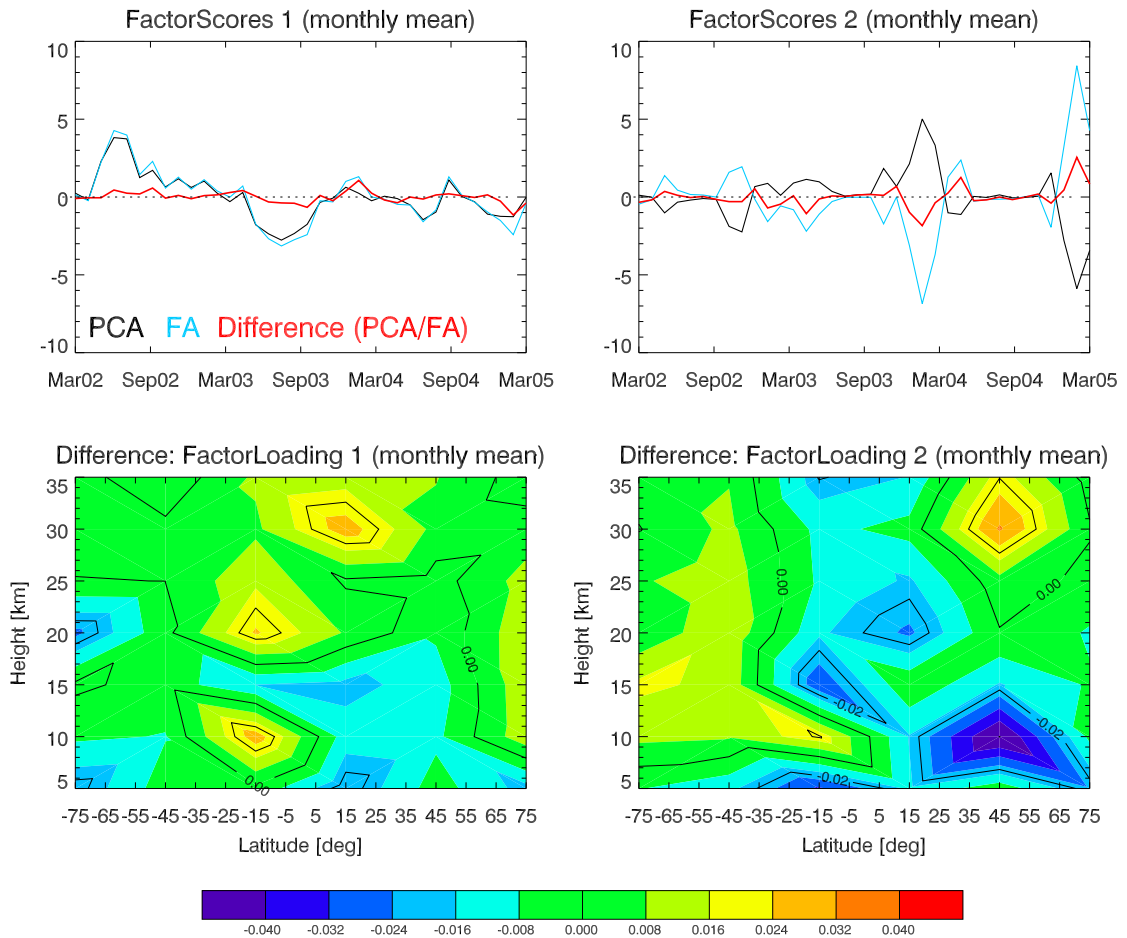 FactorScores 1 (monthly mean)
FactorScores 2 (monthly mean)
10
5
0
-5
-10
PCA FA Difference (PCA/FA)
Mar02 Sep02 Mar03 Sep03 Mar04 Sep04 Mar05
10
5
0
-5
-10
Mar02 Sep02 Mar03 Sep03 Mar04 Sep04 Mar05
Difference: FactorLoading 1 (monthly mean)
Difference: FactorLoading 2 (monthly mean)
Height [km]
35
30
25
20
15
10
5
0.00
0.00
-75 -65 -55 -45 -35 -25 -15 -5 5 15 25 35 45 55 65 75
Latitude [deg]
Height [km]
35
30
25
20
15
10
5
0.00
0.00
-0.02
-0.02
-0.02
-75 -65 -55 -45 -35 -25 -15 -5 5 15 25 35 45 55 65 75
Latitude [deg]
-0.040 -0.032 -0.024 -0.016 -0.008 0.000 0.008 0.016 0.024 0.032 0.040